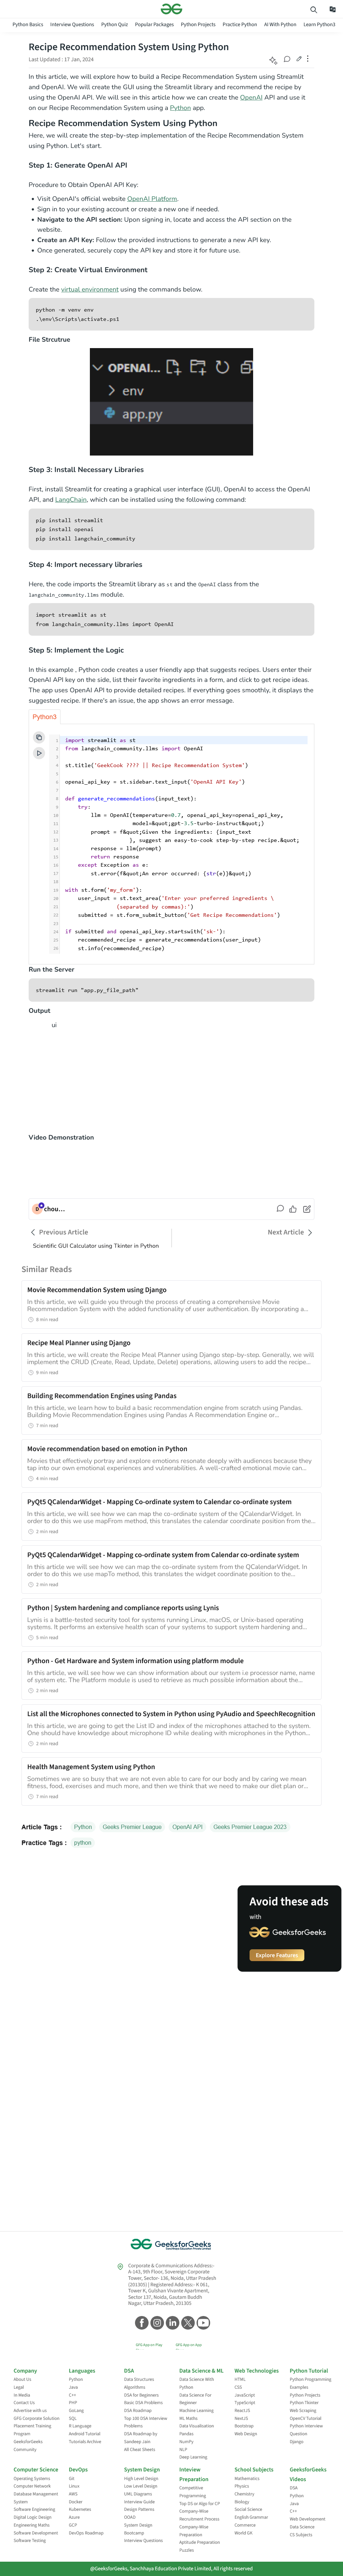 Python Basics Interview Questions Python Quiz Popular Packages Python Projects Practice Python AI With Python Learn Python3
Recipe Recommendation System Using Python
Last Updated : 17 Jan, 2024
In this article, we will explore how to build a Recipe Recommendation System using Streamlit
and OpenAI. We will create the GUI using the Streamlit library and recommend the recipe by
using the OpenAI API. We will see in this article how we can create the OpenAI API and use it
on our Recipe Recommendation System using a Python app.
Recipe Recommendation System Using Python
Here, we will create the step-by-step implementation of the Recipe Recommendation System
using Python. Let's start.
Step 1: Generate OpenAI API
Procedure to Obtain OpenAI API Key:
Visit OpenAI's official website OpenAI Platform.
Sign in to your existing account or create a new one if needed.
Navigate to the API section: Upon signing in, locate and access the API section on the
website.
Create an API Key: Follow the provided instructions to generate a new API key.
Once generated, securely copy the API key and store it for future use.
Step 2: Create Virtual Environment
Create the virtual environment using the commands below.
python -m venv env
.\env\Scripts\activate.ps1
File Strcutrue
OPENAI...
env
app.py
Step 3: Install Necessary Libraries
First, install Streamlit for creating a graphical user interface (GUI), OpenAI to access the OpenAI
API, and LangChain, which can be installed using the following command:
pip install streamlit
pip install openai
pip install langchain_community
Step 4: Import necessary libraries
Here, the code imports the Streamlit library as st and the OpenAI class from the
langchain_community.llms module.
import streamlit as st
from langchain_community.llms import OpenAI
Step 5: Implement the Logic
In this example , Python code creates a user friendly app that suggests recipes. Users enter their
OpenAI API key on the side, list their favorite ingredients in a form, and click to get recipe ideas.
The app uses OpenAI API to provide detailed recipes. If everything goes smoothly, it displays the
suggested recipe. If there's an issue, the app shows an error message.
Python3
1 import streamlit as st
2 from langchain_community.llms import OpenAI
3
4 st.title('GeekCook ???? || Recipe Recommendation System')
5
6 openai_api_key = st.sidebar.text_input('OpenAI API Key')
7
8 def generate_recommendations(input_text):
9 try:
10 llm = OpenAI(temperature=0.7, openai_api_key=openai_api_key,
11 model=&quot;gpt-3.5-turbo-instruct&quot;)
12 prompt = f&quot;Given the ingredients: {input_text
13 }, suggest an easy-to-cook step-by-step recipe.&quot;
14 response = llm(prompt)
15 return response
16 except Exception as e:
17 st.error(f&quot;An error occurred: {str(e)}&quot;)
18
19 with st.form('my_form'):
20 user_input = st.text_area('Enter your preferred ingredients \
21 (separated by commas):')
22 submitted = st.form_submit_button('Get Recipe Recommendations')
23
24 if submitted and openai_api_key.startswith('sk-'):
25 recommended_recipe = generate_recommendations(user_input)
26 st.info(recommended_recipe)
Run the Server
streamlit run "app.py_file_path"
Output
ui
Video Demonstration
D chou...
Previous Article
Next Article
Scientific GUI Calculator using Tkinter in Python
Similar Reads
Movie Recommendation System using Django
In this article, we will guide you through the process of creating a comprehensive Movie
Recommendation System with the added functionality of user authentication. By incorporating a...
8 min read
Recipe Meal Planner using Django
In this article, we will create the Recipe Meal Planner using Django step-by-step. Generally, we will
implement the CRUD (Create, Read, Update, Delete) operations, allowing users to add the recipe...
9 min read
Building Recommendation Engines using Pandas
In this article, we learn how to build a basic recommendation engine from scratch using Pandas.
Building Movie Recommendation Engines using Pandas A Recommendation Engine or...
7 min read
Movie recommendation based on emotion in Python
Movies that effectively portray and explore emotions resonate deeply with audiences because they
tap into our own emotional experiences and vulnerabilities. A well-crafted emotional movie can...
4 min read
PyQt5 QCalendarWidget - Mapping Co-ordinate system to Calendar co-ordinate system
In this article, we will see how we can map the co-ordinate system of the QCalendarWidget. In
order to do this we use mapFrom method, this translates the calendar coordinate position from the...
2 min read
PyQt5 QCalendarWidget - Mapping co-ordinate system from Calendar co-ordinate system
In this article we will see how we can map the co-ordinate system from the QCalendarWidget. In
order to do this we use mapTo method, this translates the widget coordinate position to the...
2 min read
Python | System hardening and compliance reports using Lynis
Lynis is a battle-tested security tool for systems running Linux, macOS, or Unix-based operating
systems. It performs an extensive health scan of your systems to support system hardening and...
5 min read
Python - Get Hardware and System information using platform module
In this article, we will see how we can show information about our system i.e processor name, name
of system etc. The Platform module is used to retrieve as much possible information about the...
3 min read
List all the Microphones connected to System in Python using PyAudio and SpeechRecognition
In this article, we are going to get the List ID and index of the microphones attached to the system.
One should have knowledge about microphone ID while dealing with microphones in the Python...
2 min read
Health Management System using Python
Sometimes we are so busy that we are not even able to care for our body and by caring we mean
fitness, food, exercises and much more, and then we think that we need to make our diet plan or...
7 min read
Article Tags : Python Geeks Premier League OpenAI API Geeks Premier League 2023
Practice Tags : python
Avoid these ads
with
GeeksforGeeks
Explore Features
GeeksforGeeks
Corporate & Communications Address:-
A-143, 9th Floor, Sovereign Corporate
Tower, Sector- 136, Noida, Uttar Pradesh
(201305) | Registered Address:- K 061,
Tower K, Gulshan Vivante Apartment,
Sector 137, Noida, Gautam Buddh
Nagar, Uttar Pradesh, 201305
GFG App on Play
GFG App on App
Company
About Us
Legal
In Media
Contact Us
Advertise with us
GFG Corporate Solution
Placement Training
Program
GeeksforGeeks
Community
Languages
Python
Java
C++
PHP
GoLang
SQL
R Language
Android Tutorial
Tutorials Archive
DSA
Data Structures
Algorithms
DSA for Beginners
Basic DSA Problems
DSA Roadmap
Top 100 DSA Interview
Problems
DSA Roadmap by
Sandeep Jain
All Cheat Sheets
Data Science & ML
Data Science With
Python
Data Science For
Beginner
Machine Learning
ML Maths
Data Visualisation
Pandas
NumPy
NLP
Deep Learning
Web Technologies
HTML
CSS
JavaScript
TypeScript
ReactJS
NextJS
Bootstrap
Web Design
Python Tutorial
Python Programming
Examples
Python Projects
Python Tkinter
Web Scraping
OpenCV Tutorial
Python Interview
Question
Django
Computer Science
Operating Systems
Computer Network
Database Management
System
Software Engineering
Digital Logic Design
Engineering Maths
Software Development
Software Testing
DevOps
Git
Linux
AWS
Docker
Kubernetes
Azure
GCP
DevOps Roadmap
System Design
High Level Design
Low Level Design
UML Diagrams
Interview Guide
Design Patterns
OOAD
System Design
Bootcamp
Interview Questions
Inteview
Preparation
Competitive
Programming
Top DS or Algo for CP
Company-Wise
Recruitment Process
Company-Wise
Preparation
Aptitude Preparation
Puzzles
School Subjects
Mathematics
Physics
Chemistry
Biology
Social Science
English Grammar
Commerce
World GK
GeeksforGeeks
Videos
DSA
Python
Java
C++
Web Development
Data Science
CS Subjects
@GeeksforGeeks, Sanchhaya Education Private Limited, All rights reserved